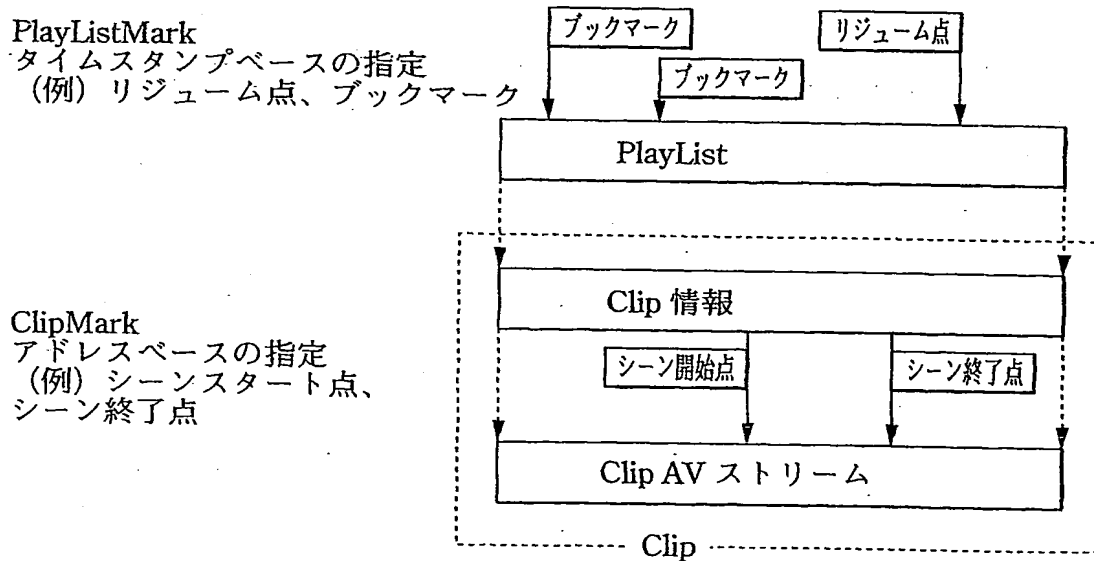 PlayListMark
タイムスタンプベースの指定
（例）リジューム点、ブックマーク
ブックマーク
ブックマーク
リジューム点
PlayList
ClipMark
アドレスベースの指定
（例）シーンスタート点、
シーン終了点
Clip 情報
シーン開始点
シーン終了点
Clip AV ストリーム
Clip